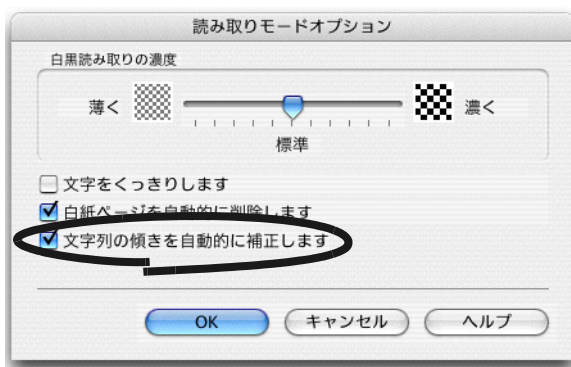 読み取りモードオプション
白黒読み取りの濃度
薄く 濃く
標準
文字をくっきりします
白紙ページを自動的に削除します
文字列の傾きを自動的に補正します
OK キャンセル ヘルプ